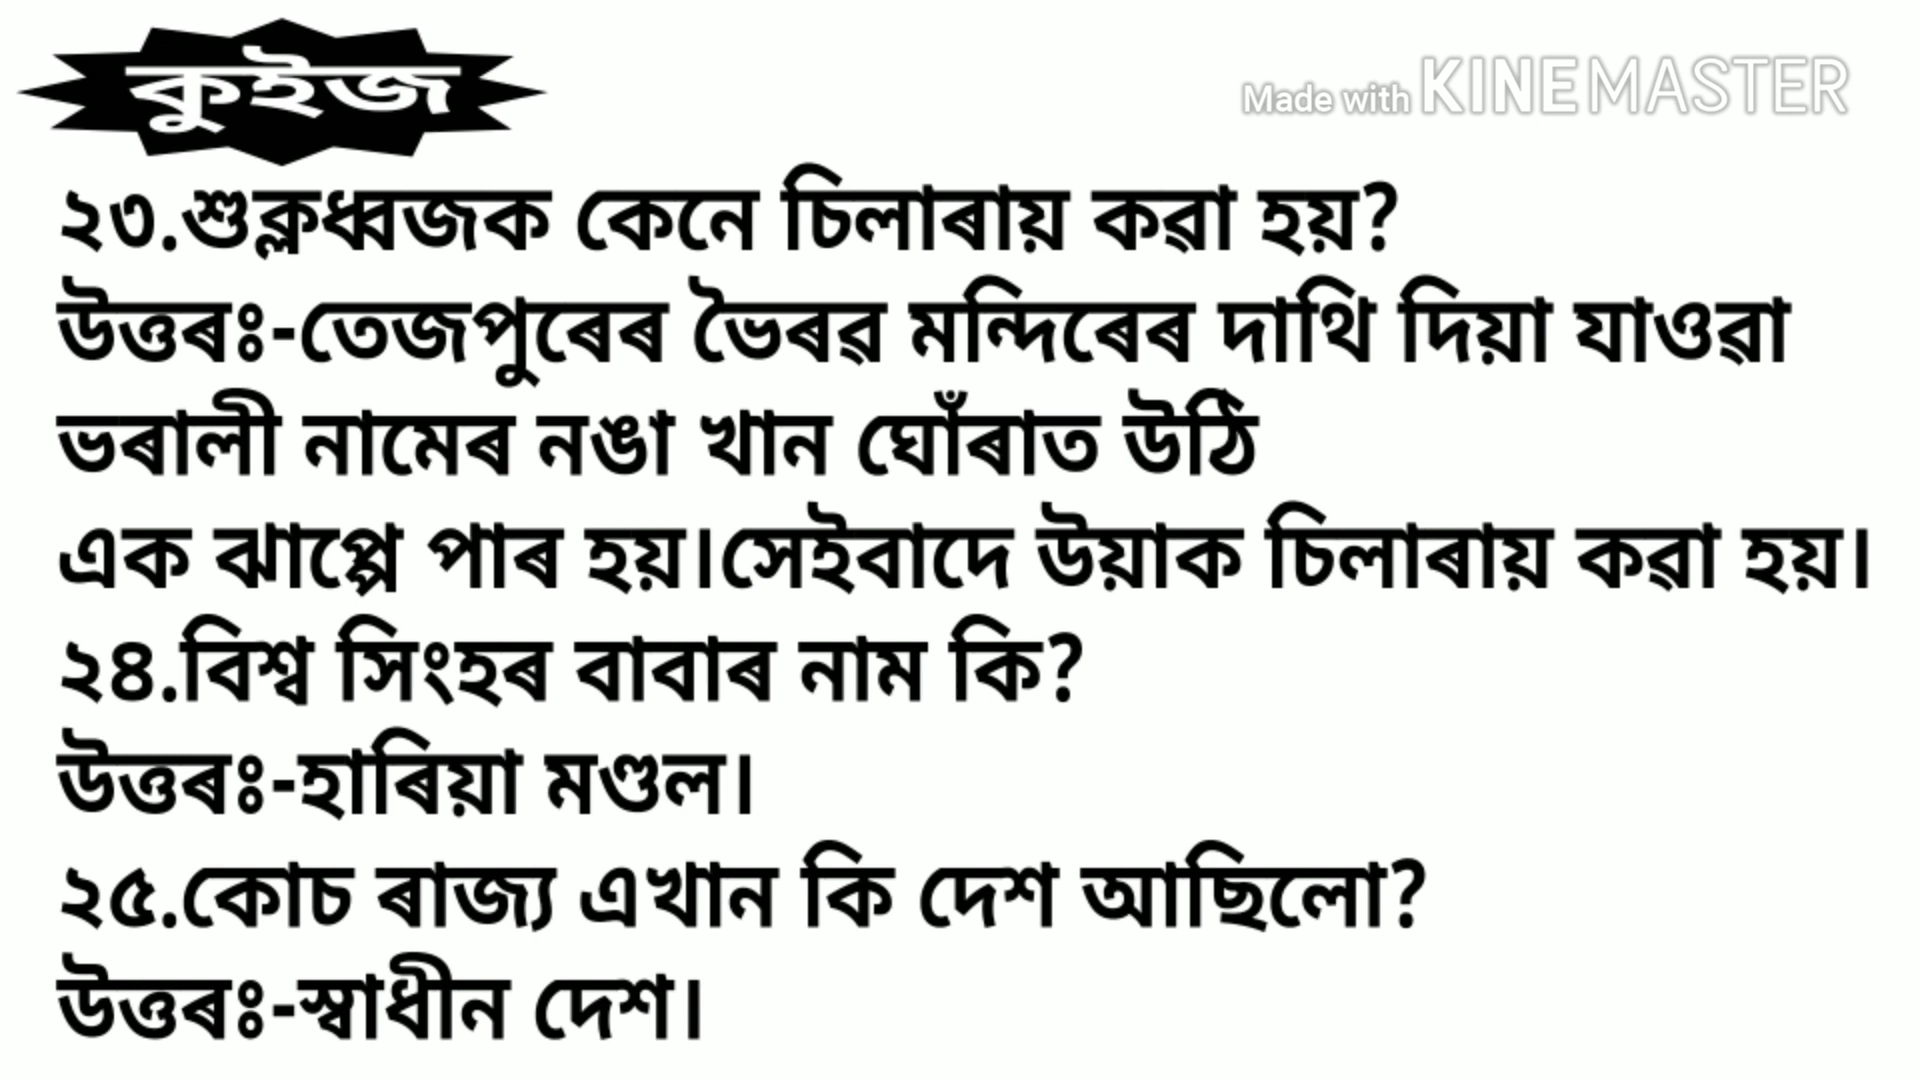 কুইজ
Made with KINEMASTER
২৩.শুক্লধ্বজক কেনে চিলাৰায় কৱা হয়?
উত্তৰঃ-তেজপুৰেৰ ভৈৰৱ মন্দিৰেৰ দাথি দিয়া যাওৱা
ভৰালী নামেৰ নঙা খান ঘোঁৰাত উঠি
এক ঝাপ্পে পাৰ হয়।সেইবাদে উয়াক চিলাৰায় কৱা হয়।
২৪.বিশ্ব সিংহৰ বাবাৰ নাম কি?
উত্তৰঃ-হাৰিয়া মণ্ডল।
২৫.কোচ ৰাজ্য এখান কি দেশ আছিলো?
উত্তৰঃ-স্বাধীন দেশ।